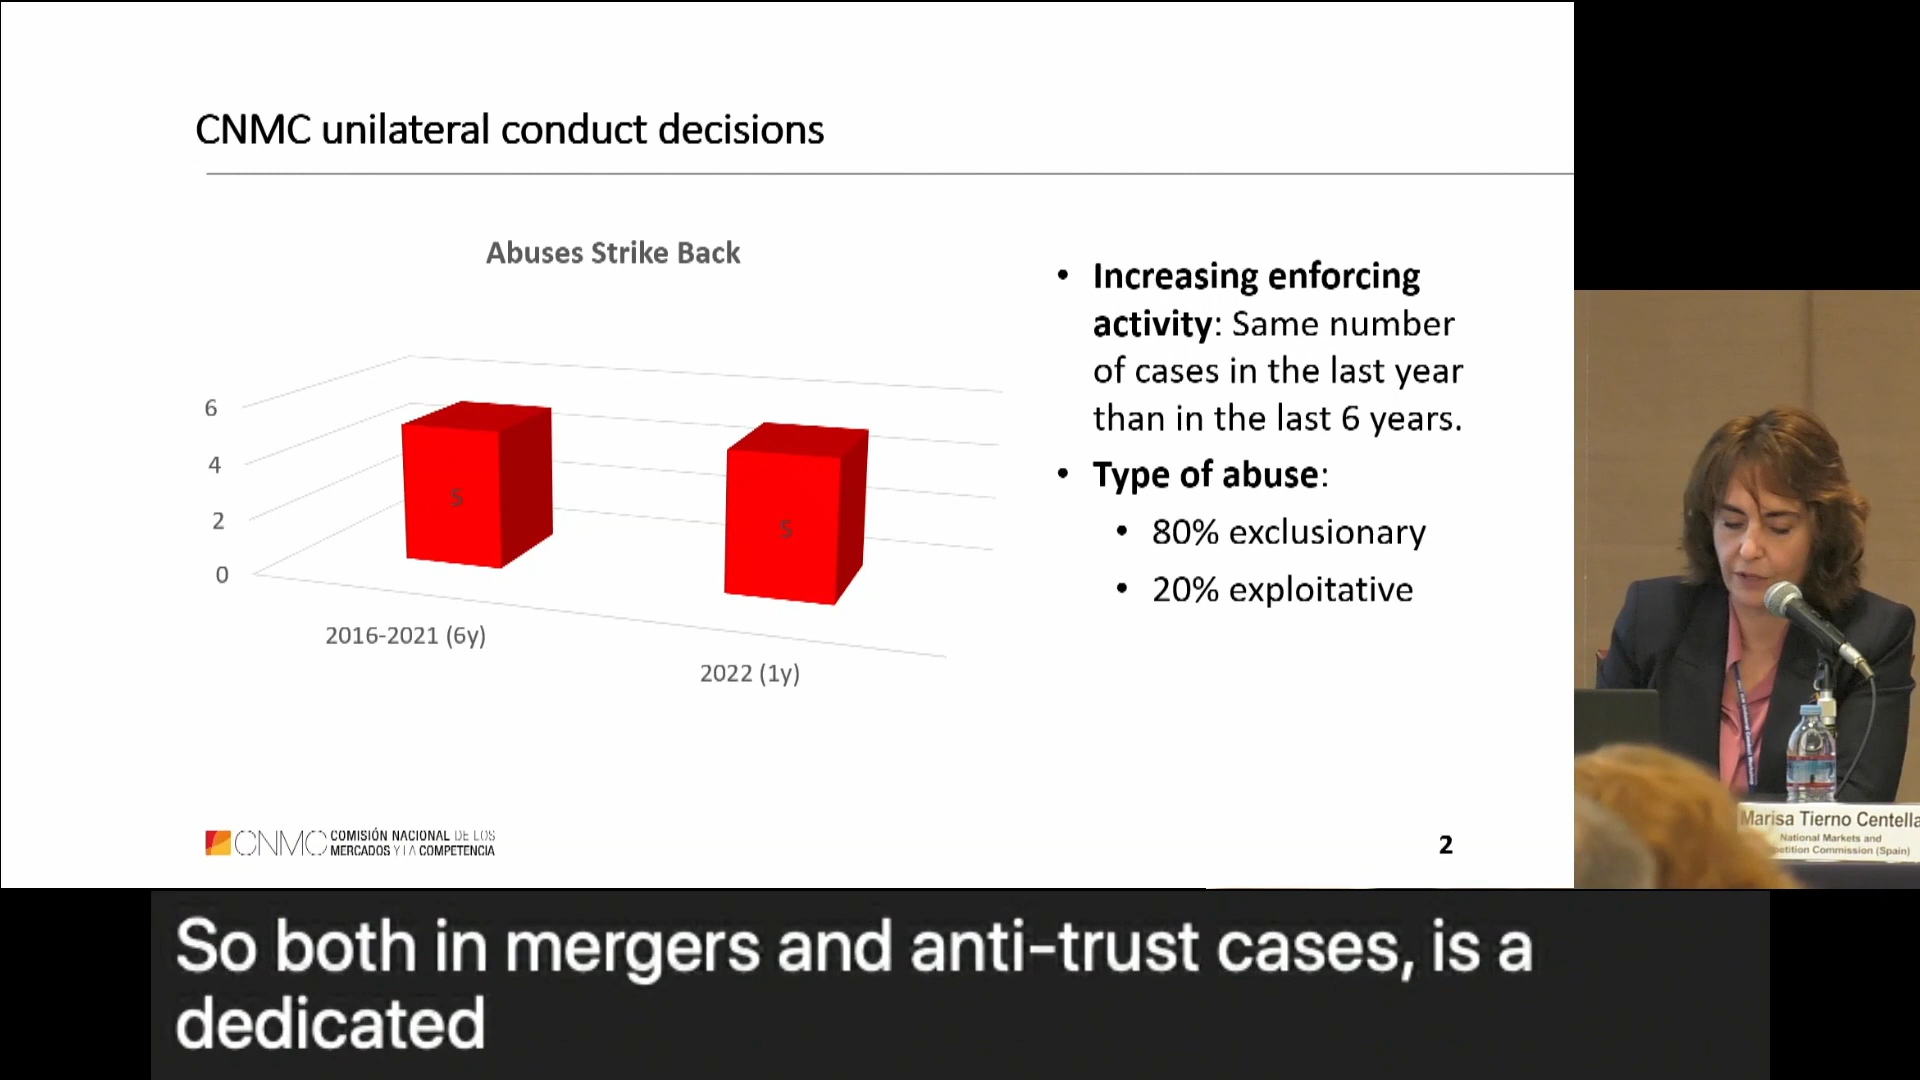 CNMC unilateral conduct decisions
Abuses Strike Back
6
4
2
0
5
5
2016-2021 (6y)
2022 (1y)
• Increasing enforcing
activity: Same number
of cases in the last year
than in the last 6 years.
• Type of abuse:
• 80% exclusionary
• 20% exploitative
CNMC COMISIÓN NACIONAL DE LOS
MERCADOS Y LA COMPETENCIA
2
Marisa Tierno Centella
National Markets and
petition Commission (Spain)
So both in mergers and anti-trust cases, is a
dedicated